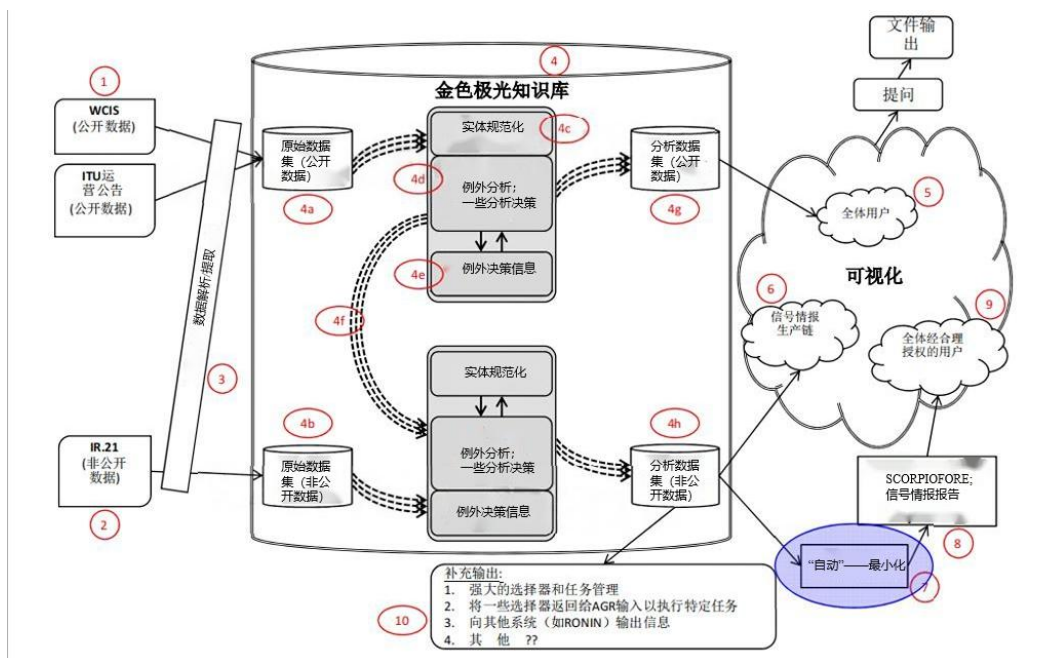 文件输
出
提问
1
WCIS
(公开数据)
ITU运
营公告
(公开数据)
数据解析/提取
3
IR.21
(非公开
数据)
2
4
金色极光知识库
原始数据
集（公开
数据）
4a
实体规范化
4c
4d
例外分析；
一些分析决策
4e
例外决策信息
4f
分析数据
集（公开
数据）
4g
实体规范化
例外分析；
一些分析决策
例外决策信息
4b
原始数据
集（非公
开数据）
4h
分析数据
集（非公
开数据）
5
全体用户
可视化
6
信号情报
生产链
9
全体经合理
授权的用户
SCORPIOFORE;
信号情报报告
8
“自动”——最小化
7
10
补充输出:
1. 强大的选择器和任务管理
2. 将一些选择器返回给AGR输入以执行特定任务
3. 向其他系统（如RONIN）输出信息
4. 其 他 ??